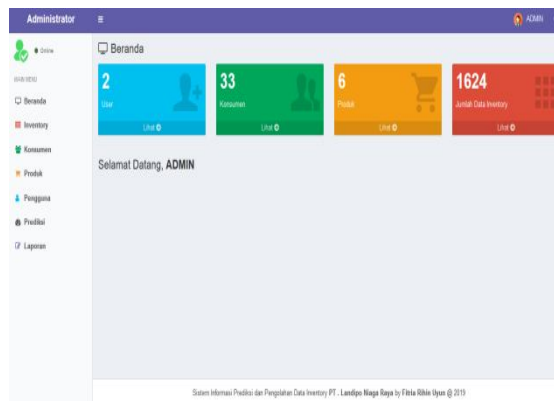 Administrator
ADMIN
Online
MAIN MENU
Beranda
Inventory
Konsumen
Produk
Pengguna
Prediksi
Laporan
Beranda
2
User
Lihat
33
Konsumen
Lihat
6
Produk
Lihat
1624
Jumlah Data Inventory
Lihat
Selamat Datang, ADMIN
Sistem Informasi Prediksi dan Pengolahan Data Inventory PT . Landipo Niaga Raya by Fitria Rihin Uyun @ 2019